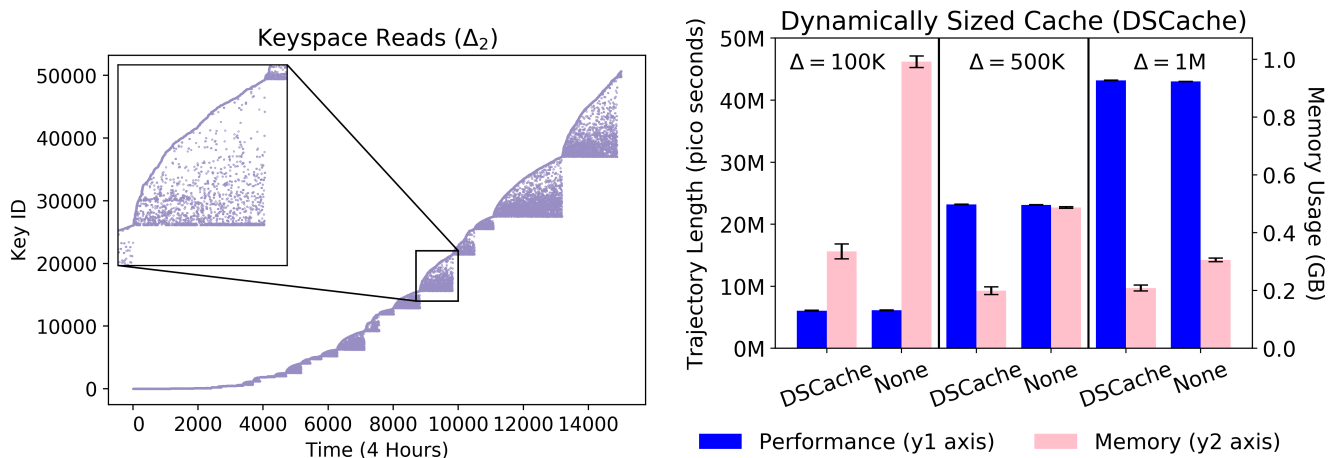 Keyspace Reads (Δ₂)
50000
40000
30000
20000
10000
0
Key ID
0 2000 4000 6000 8000 10000 12000 14000
Time (4 Hours)
Dynamically Sized Cache (DSCache)
50M
40M
30M
20M
10M
0M
Trajectory Length (pico seconds)
Δ = 100K Δ = 500K Δ = 1M
1.0
0.8
0.6
0.4
0.2
0.0
Memory Usage (GB)
DSCache None DSCache None DSCache None
Performance (y1 axis) Memory (y2 axis)